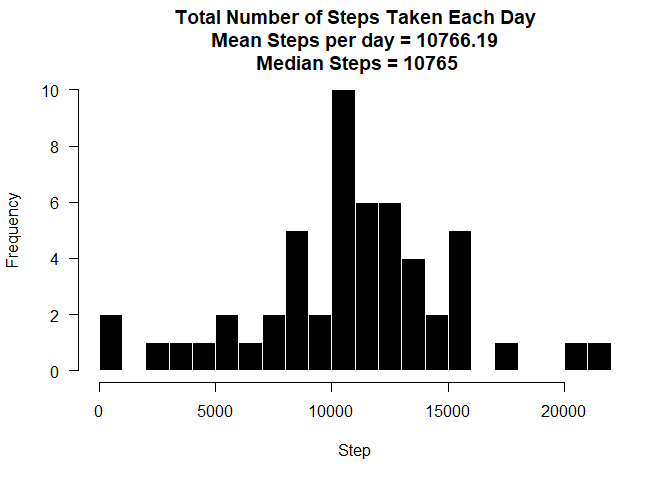 Total Number of Steps Taken Each Day
Mean Steps per day = 10766.19
Median Steps = 10765
10
8
6
4
2
0
Frequency
0 5000 10000 15000 20000
Step